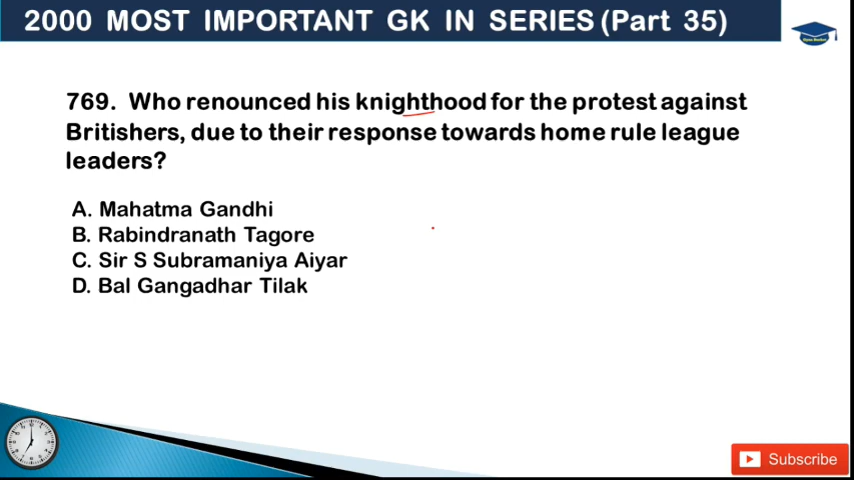 2000 MOST IMPORTANT GK IN SERIES (Part 35)
769. Who renounced his knighthood for the protest against
Britishers, due to their response towards home rule league
leaders?
A. Mahatma Gandhi
B. Rabindranath Tagore
C. Sir S Subramaniya Aiyar
D. Bal Gangadhar Tilak
Subscribe